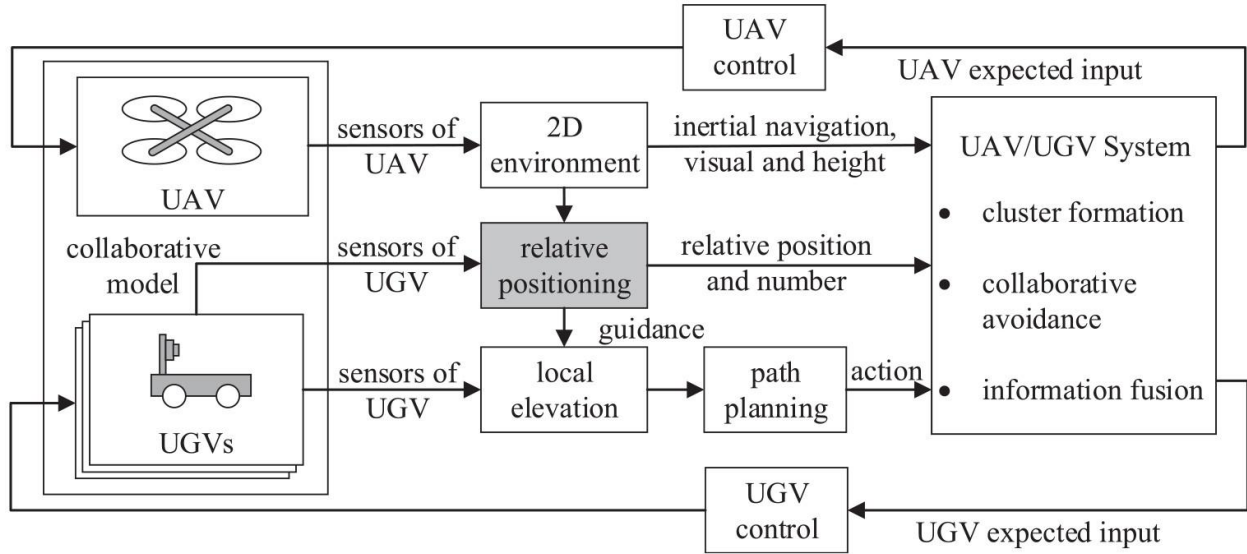 UAV
control
UAV expected input
UAV
sensors of
UAV
2D
environment
inertial navigation,
visual and height
UAV/UGV System
• cluster formation
• collaborative
avoidance
• information fusion
collaborative
model
sensors of
UGV
relative
positioning
relative position
and number
guidance
UGVs
sensors of
UGV
local
elevation
path
planning
action
UGV
control
UGV expected input